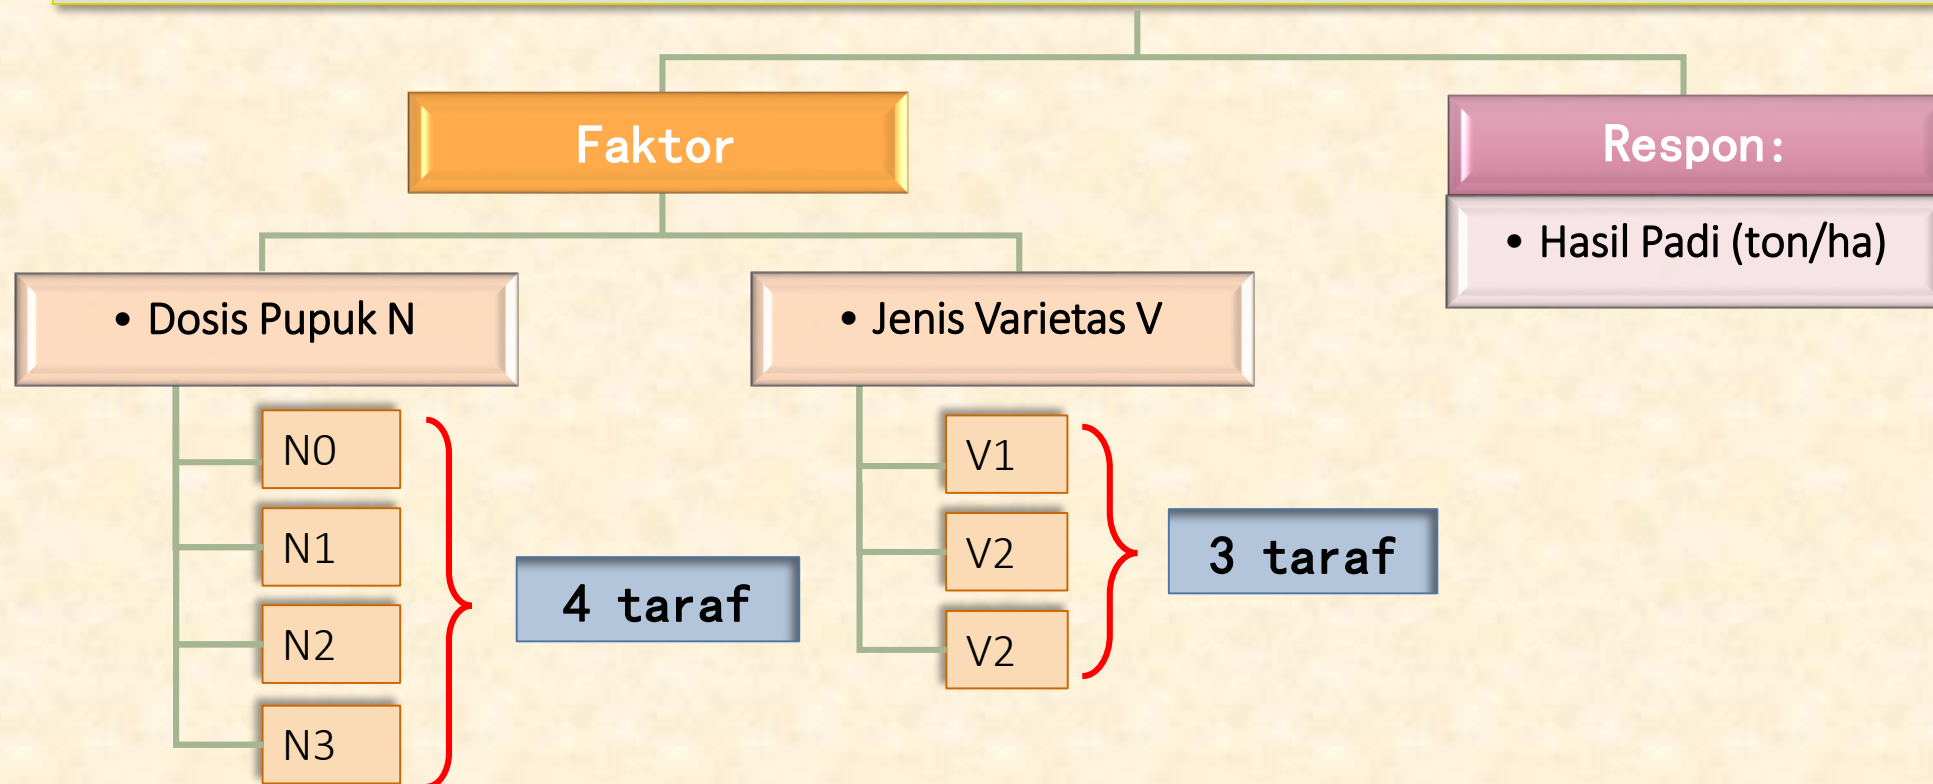 Faktor
Respon:
• Hasil Padi (ton/ha)
• Dosis Pupuk N
• Jenis Varietas V
N0
N1
N2
N3
4 taraf
V1
V2
V2
3 taraf